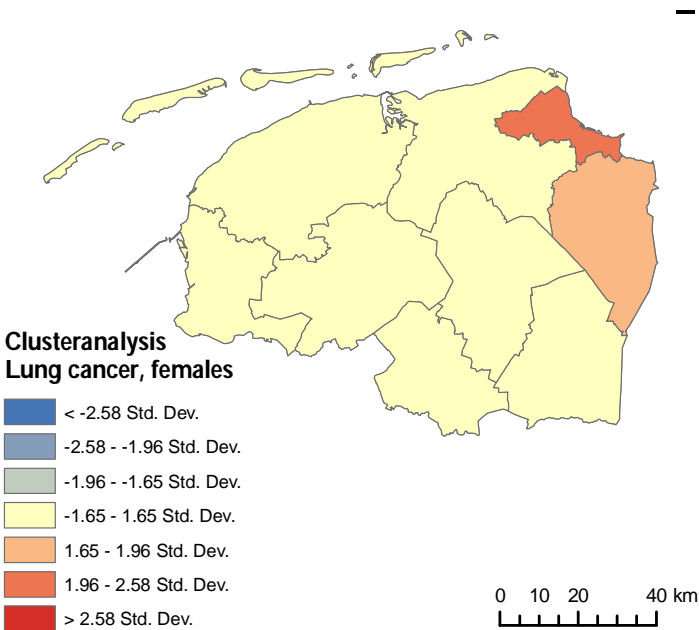 Clusteranalysis
Lung cancer, females
< -2.58 Std. Dev.
-2.58 - -1.96 Std. Dev.
-1.96 - -1.65 Std. Dev.
-1.65 - 1.65 Std. Dev.
1.65 - 1.96 Std. Dev.
1.96 - 2.58 Std. Dev.
> 2.58 Std. Dev.
0 10 20 40 km